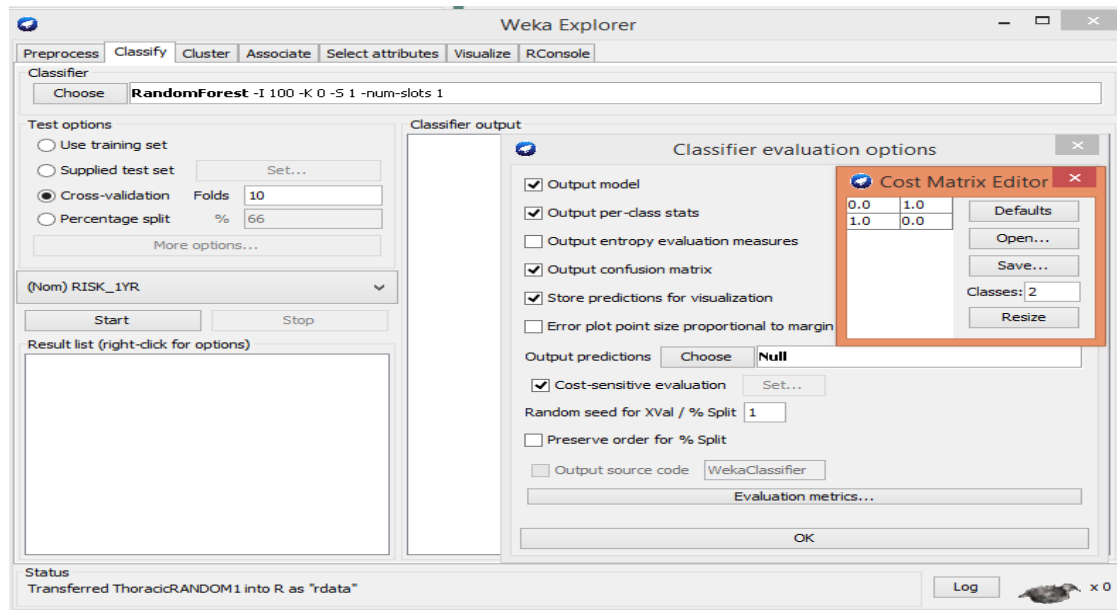 Weka Explorer
Preprocess Classify Cluster Associate Select attributes Visualize RConsole
Classifier
Choose RandomForest -I 100 -K 0 -S 1 -num-slots 1
Test options
Use training set
Supplied test set Set...
Cross-validation Folds 10
Percentage split % 66
More options...
(Nom) RISK_1YR
Start Stop
Result list (right-click for options)
Classifier output
Classifier evaluation options
Output model
Output per-class stats
Output entropy evaluation measures
Output confusion matrix
Store predictions for visualization
Error plot point size proportional to margin
Output predictions Choose Null
Cost-sensitive evaluation Set...
Random seed for XVal / % Split 1
Preserve order for % Split
Output source code WekaClassifier
Evaluation metrics...
OK
Cost Matrix Editor
0.0 1.0
1.0 0.0
Defaults
Open...
Save...
Classes: 2
Resize
Status
Transferred ThoracicRANDOM1 into R as "rdata"
Log x 0